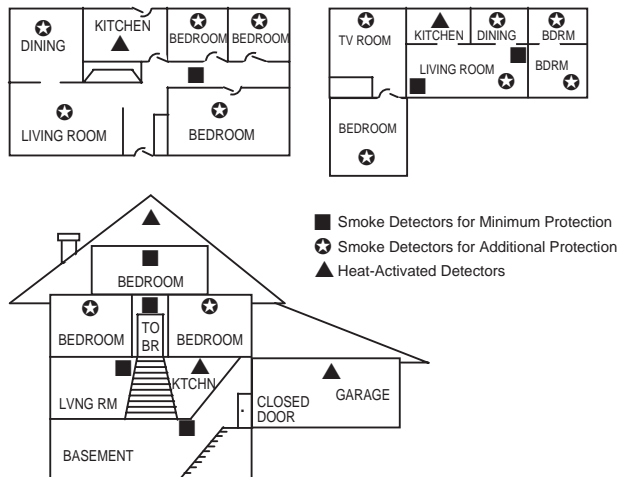 DINING
KITCHEN
BEDROOM
BEDROOM
LIVING ROOM
BEDROOM
TV ROOM
KITCHEN
DINING
BDRM
LIVING ROOM
BDRM
BEDROOM
Smoke Detectors for Minimum Protection
Smoke Detectors for Additional Protection
Heat-Activated Detectors
BEDROOM
BEDROOM
TO
BR
BEDROOM
LVNG RM
KTCHN
CLOSED
DOOR
GARAGE
BASEMENT